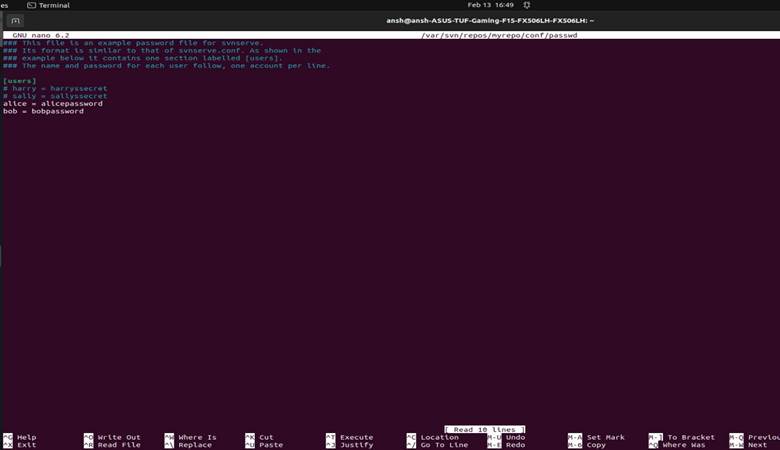 es Terminal Feb 13 16:49
ansh@ansh-ASUS-TUF-Gaming-F15-FX506LH-FX506LH: ~
GNU nano 6.2 /var/svn/repos/myrepo/conf/passwd
### This file is an example password file for svnserve.
### Its format is similar to that of svnserve.conf. As shown in the
### example below it contains one section labelled [users].
### The name and password for each user follow, one account per line.
[users]
# harry = harryssecret
# sally = sallyssecret
alice = alicepassword
bob = bobpassword
[ Read 10 lines ]
^G Help ^O Write Out ^W Where Is ^K Cut ^T Execute ^C Location M-U Undo M-A Set Mark M-] To Bracket M-Q Previou
^X Exit ^R Read File ^\ Replace ^U Paste ^J Justify ^/ Go To Line M-E Redo M-6 Copy ^Q Where Was M-W Next